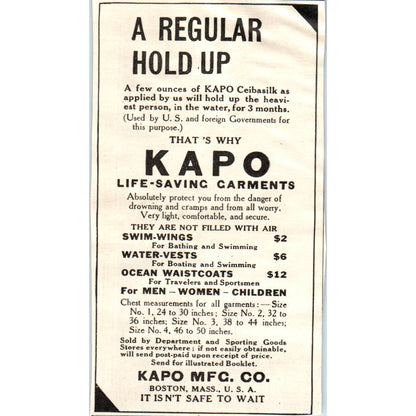 A REGULAR
HOLD UP
A few ounces of KAPO Ceibasilk as
applied by us will hold up the heavi-
est person, in the water, for 3 months.
(Used by U. S. and foreign Governments for
this purpose.)
THAT 'S WHY
KAPO
LIFE-SAVING GARMENTS
Absolutely protect you from the danger of
drowning and cramps and from all worry.
Very light, comfortable, and secure.
THEY ARE NOT FILLED WITH AIR
SWIM-WINGS $2
For Bathing and Swimming
WATER-VESTS $6
For Boating and Swimming
OCEAN WAISTCOATS $12
For Travelers and Sportsmen
For MEN — WOMEN — CHILDREN
Chest measurements for all garments: — Size
No. 1, 24 to 30 inches; Size No. 2, 32 to
36 inches; Size No. 3, 38 to 44 inches;
Size No. 4, 46 to 50 inches.
Sold by Department and Sporting Goods
Stores everywhere; if not easily obtainable,
will send post-paid upon receipt of price.
Send for illustrated Booklet.
KAPO MFG. CO.
BOSTON, MASS., U. S. A.
IT ISN'T SAFE TO WAIT